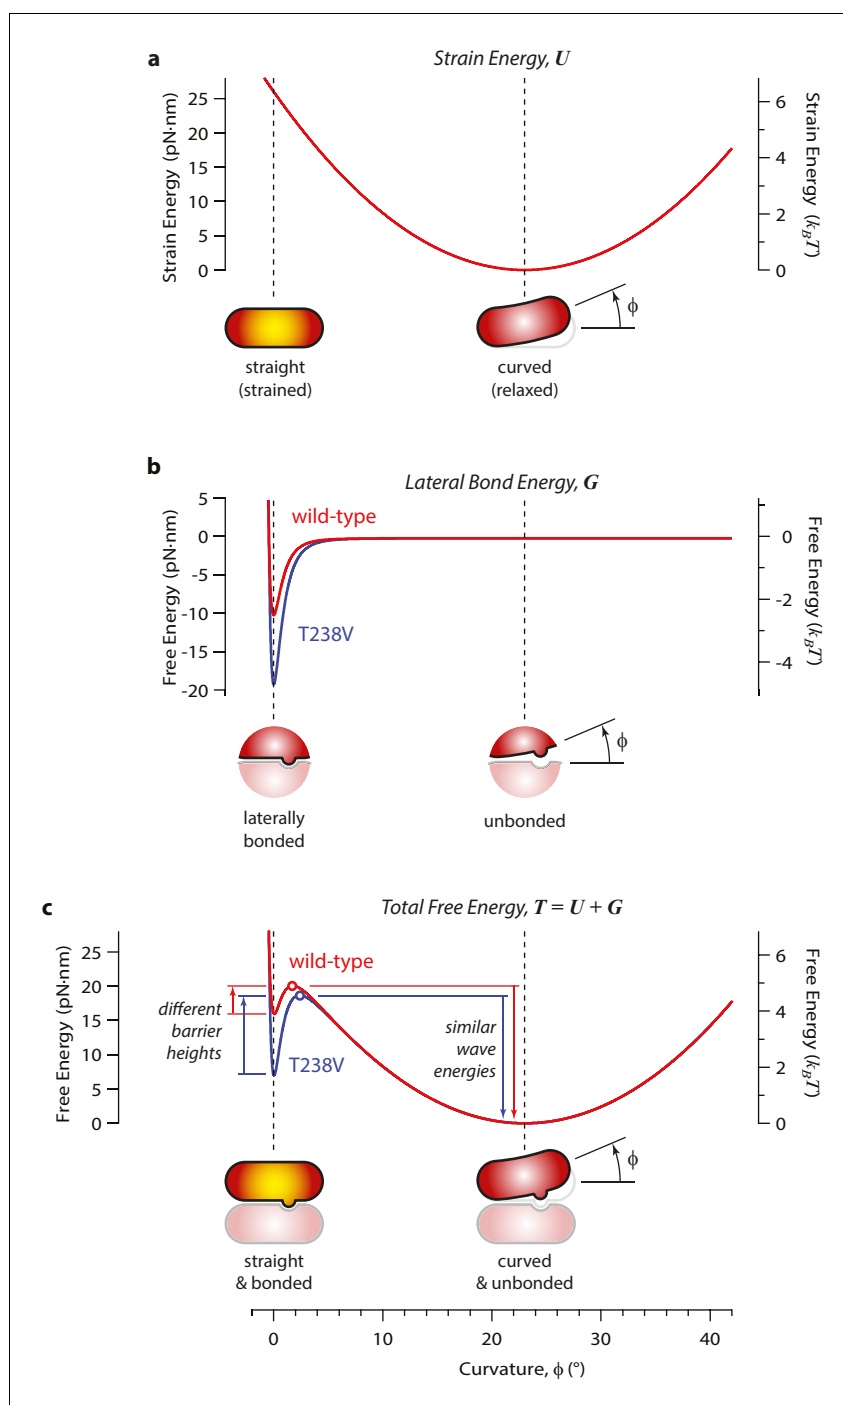 a
Strain Energy, U
Strain Energy (pN·nm)
25
20
15
10
5
0
6
4
2
0
Strain Energy (kBT)
ϕ
straight
(strained)
curved
(relaxed)
b
Lateral Bond Energy, G
Free Energy (pN·nm)
5
0
-5
-10
-15
-20
wild-type
T238V
0
-2
-4
Free Energy (kBT)
ϕ
laterally
bonded
unbonded
c
Total Free Energy, T = U + G
Free Energy (pN·nm)
25
20
15
10
5
0
wild-type
different
barrier
heights
T238V
similar
wave
energies
6
4
2
0
Free Energy (kBT)
ϕ
straight
& bonded
curved
& unbonded
0
10
20
30
40
Curvature, ϕ (°)